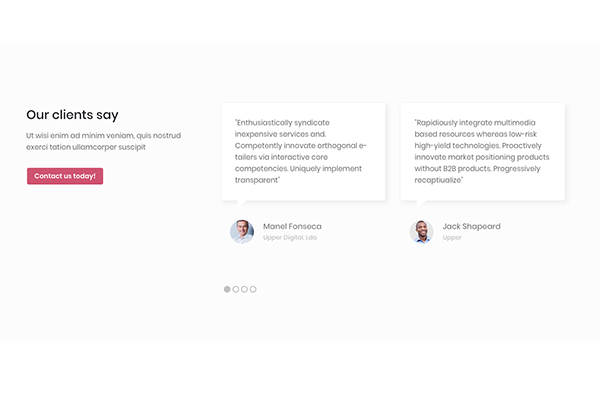 Our clients say
Ut wisi enim ad minim veniam, quis nostrud
exerci tation ullamcorper suscipit
Contact us today!
"Enthusiastically syndicate
inexpensive services and.
Competently innovate orthogonal e-
tailers via interactive core
competencies. Uniquely implement
transparent"
Manel Fonseca
Upper Digital, Lda
"Rapidiously integrate multimedia
based resources whereas low-risk
high-yield technologies. Proactively
innovate market positioning products
without B2B products. Progressively
recaptiualize"
Jack Shapeard
Upper